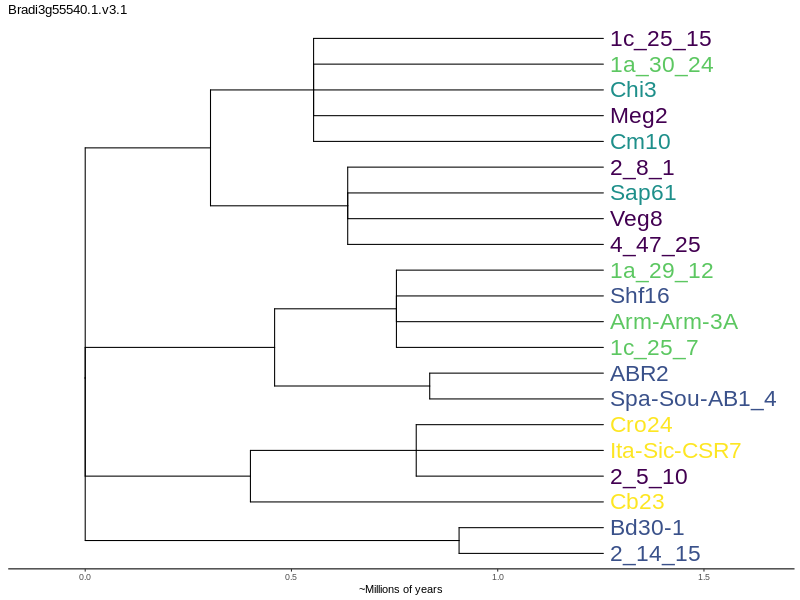 Bradi3g55540.1.v3.1
1c_25_15
1a_30_24
Chi3
Meg2
Cm10
2_8_1
Sap61
Veg8
4_47_25
1a_29_12
Shf16
Arm-Arm-3A
1c_25_7
ABR2
Spa-Sou-AB1_4
Cro24
Ita-Sic-CSR7
2_5_10
Cb23
Bd30-1
2_14_15
0.0 0.5 1.0 1.5
~Millions of years